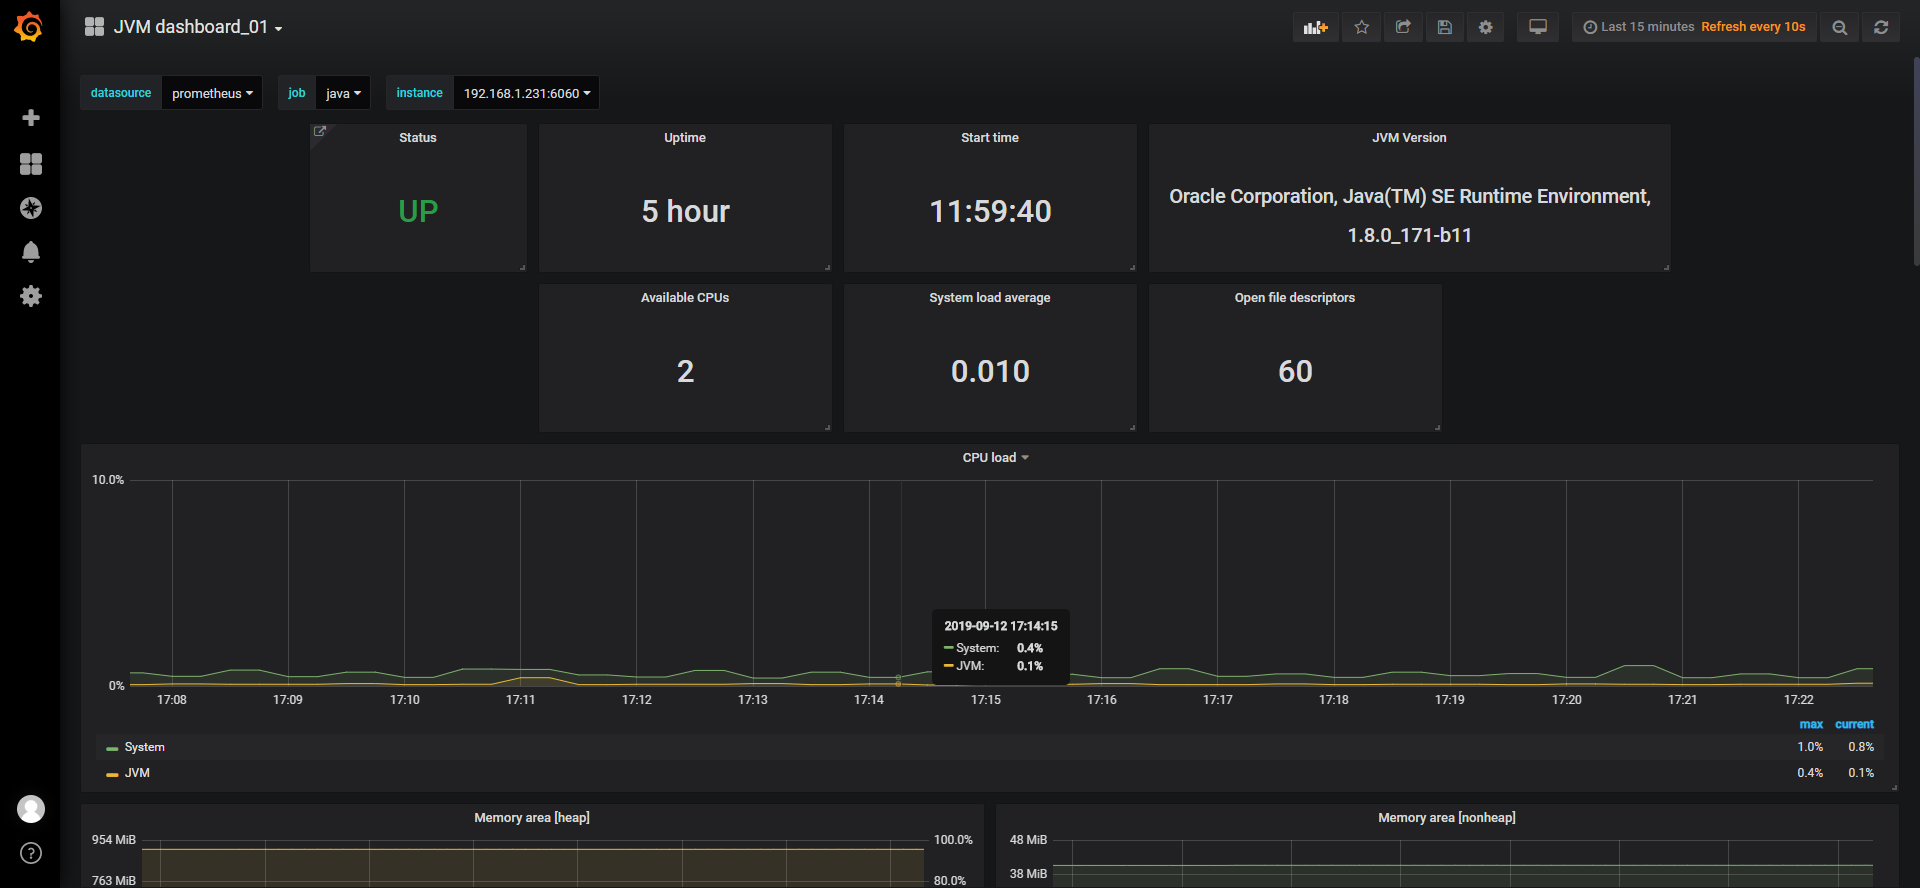 JVM dashboard_01
Last 15 minutes Refresh every 10s
datasource prometheus job java instance 192.168.1.231:6060
Status
UP
Uptime
5 hour
Start time
11:59:40
JVM Version
Oracle Corporation, Java(TM) SE Runtime Environment,
1.8.0_171-b11
Available CPUs
2
System load average
0.010
Open file descriptors
60
CPU load
10.0%
0%
2019-09-12 17:14:15
System: 0.4%
JVM: 0.1%
17:08 17:09 17:10 17:11 17:12 17:13 17:14 17:15 17:16 17:17 17:18 17:19 17:20 17:21 17:22
max current
System 1.0% 0.8%
JVM 0.4% 0.1%
Memory area [heap]
954 MiB 100.0%
763 MiB 80.0%
Memory area [nonheap]
48 MiB
38 MiB